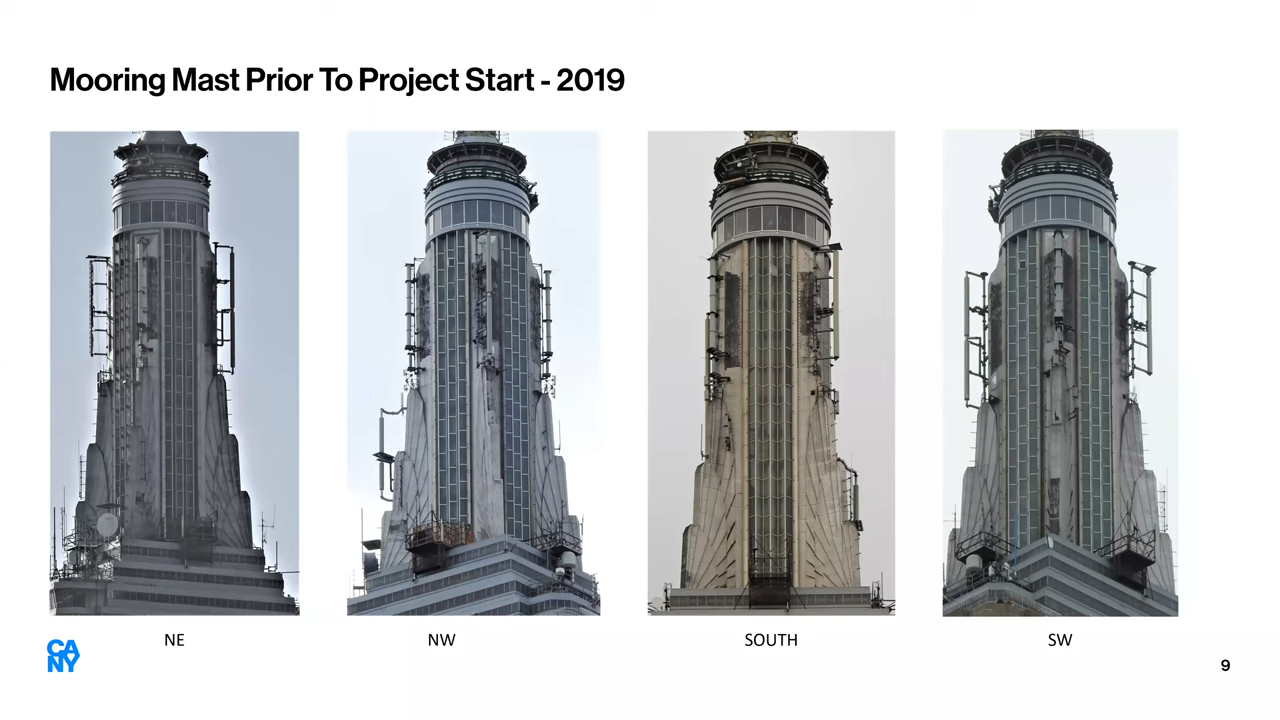 Mooring Mast Prior To Project Start - 2019
NE
NW
SOUTH
SW
CA
NY
9